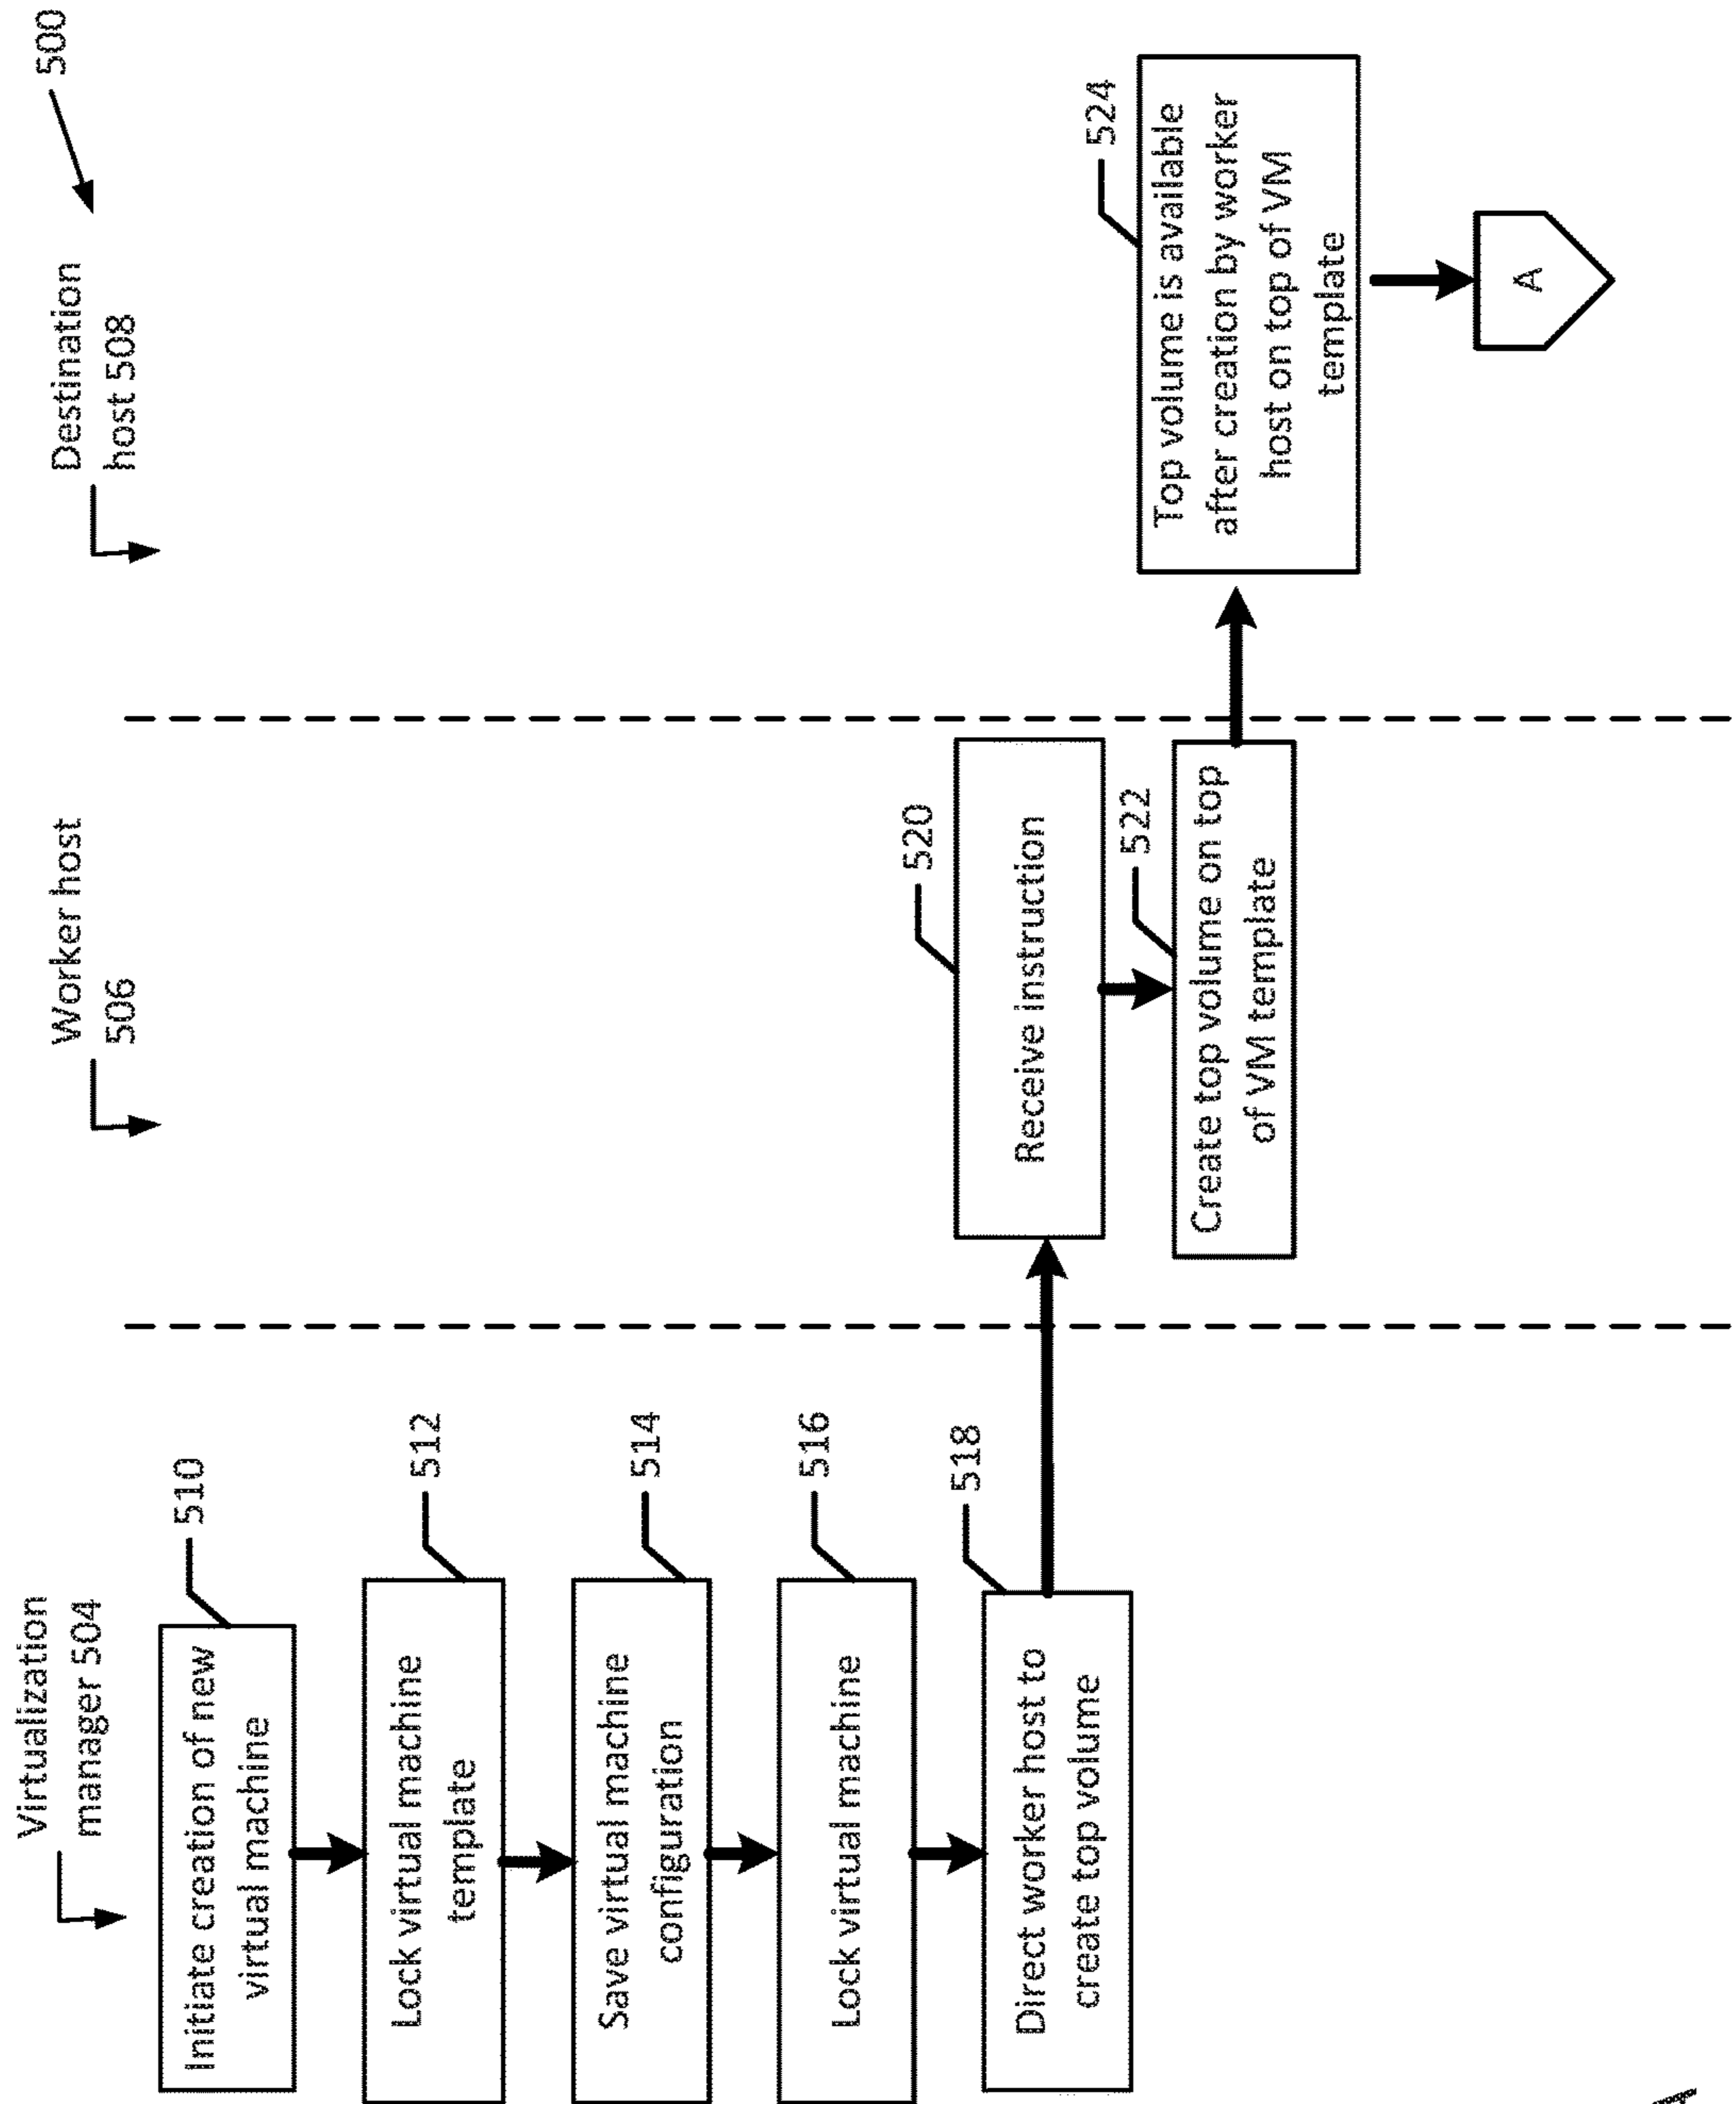 500
Virtualization
manager 504
Worker host
506
Destination
host 508
510
Initiate creation of new
virtual machine
512
Lock virtual machine
template
514
Save virtual machine
configuration
516
Lock virtual machine
518
Direct worker host to
create top volume
520
Receive instruction
522
Create top volume on top
of VM template
524
Top volume is available
after creation by worker
host on top of VM
template
A